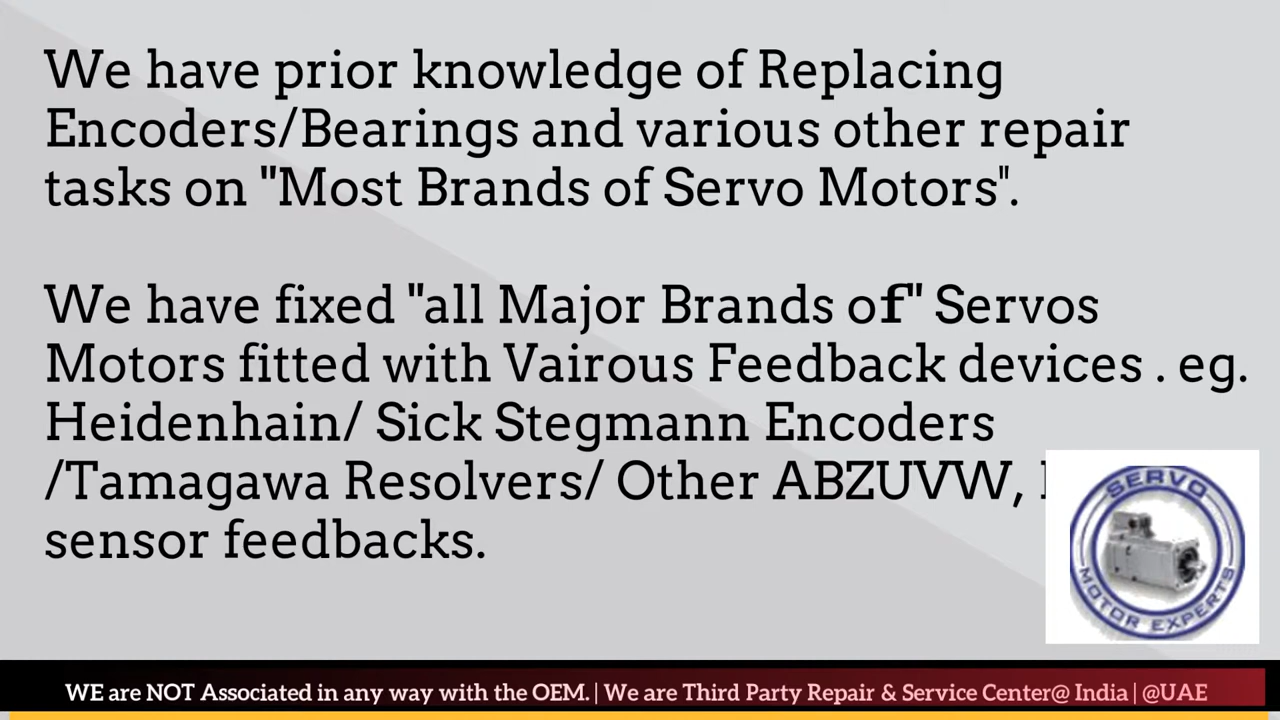 We have prior knowledge of Replacing
Encoders/Bearings and various other repair
tasks on "Most Brands of Servo Motors".
We have fixed "all Major Brands of" Servos
Motors fitted with Vairous Feedback devices . eg.
Heidenhain/ Sick Stegmann Encoders
/Tamagawa Resolvers/ Other ABZUVW,
sensor feedbacks.
SERVO
MOTOR EXPERTS
WE are NOT Associated in any way with the OEM. | We are Third Party Repair & Service Center@ India | @UAE